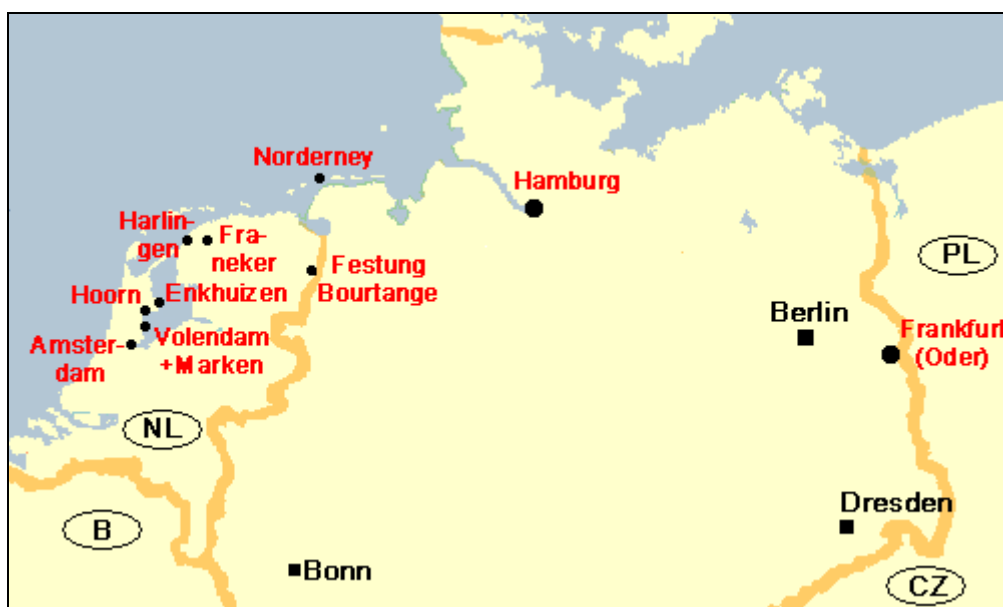 Norderney
Hamburg
Harlin-
gen
Fra-
neker
PL
Festung
Bourtange
Hoorn
Enkhuizen
Berlin
Volendam
+Marken
Amster-
dam
Frankfurt
(Oder)
NL
Dresden
B
Bonn
CZ